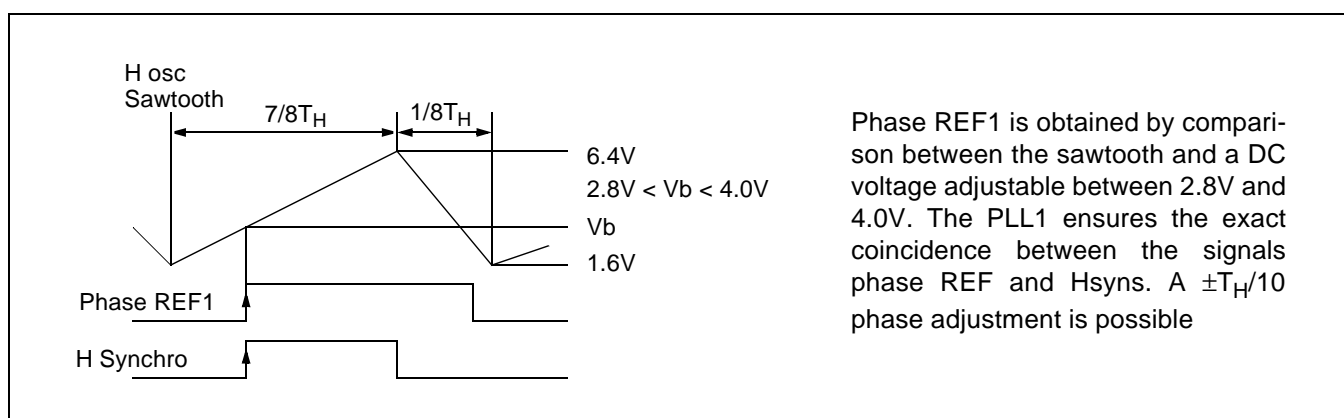 H osc
Sawtooth
7/8T_H
1/8T_H
6.4V
2.8V < Vb < 4.0V
Vb
1.6V
Phase REF1
H Synchro
Phase REF1 is obtained by compari-
son between the sawtooth and a DC
voltage adjustable between 2.8V and
4.0V. The PLL1 ensures the exact
coincidence between the signals
phase REF and Hsyns. A ±T_H/10
phase adjustment is possible